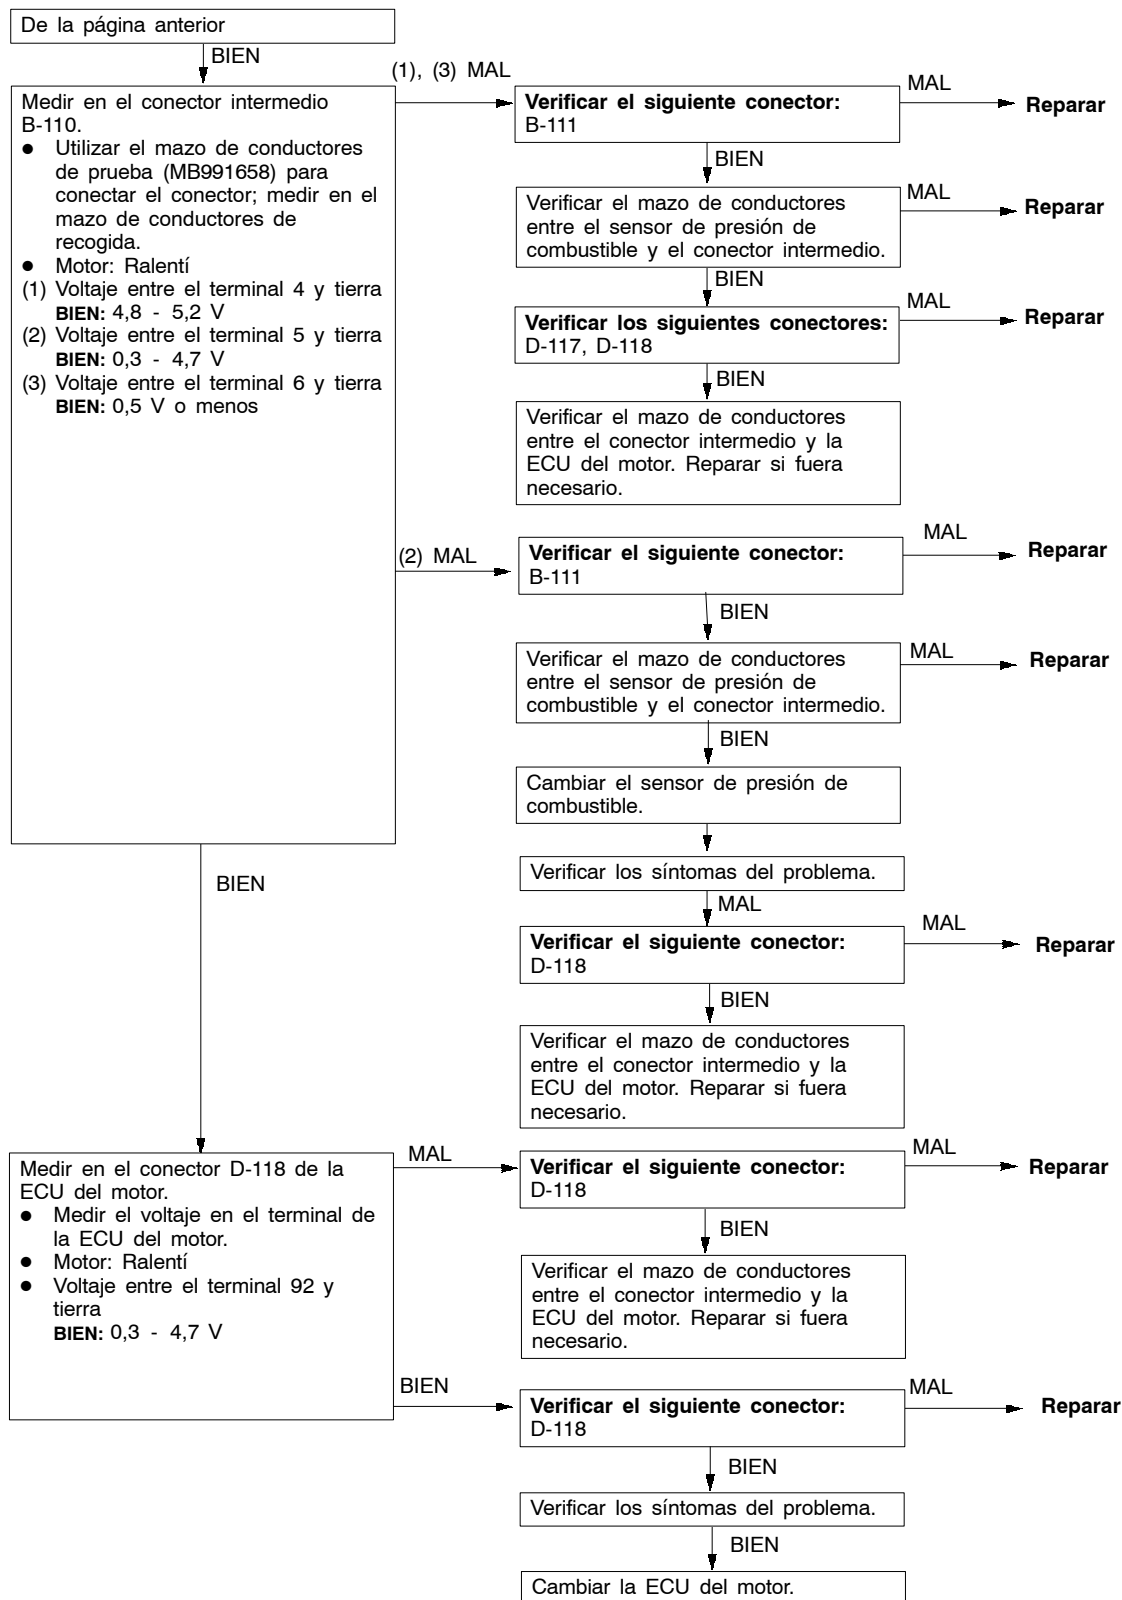 De la página anterior
BIEN
Medir en el conector intermedio
B-110.
● Utilizar el mazo de conductores
de prueba (MB991658) para
conectar el conector; medir en el
mazo de conductores de
recogida.
● Motor: Ralentí
(1) Voltaje entre el terminal 4 y tierra
BIEN: 4,8 - 5,2 V
(2) Voltaje entre el terminal 5 y tierra
BIEN: 0,3 - 4,7 V
(3) Voltaje entre el terminal 6 y tierra
BIEN: 0,5 V o menos
(1), (3) MAL
Verificar el siguiente conector:
B-111
MAL
Reparar
BIEN
Verificar el mazo de conductores
entre el sensor de presión de
combustible y el conector intermedio.
MAL
Reparar
BIEN
Verificar los siguientes conectores:
D-117, D-118
MAL
Reparar
BIEN
Verificar el mazo de conductores
entre el conector intermedio y la
ECU del motor. Reparar si fuera
necesario.
(2) MAL
Verificar el siguiente conector:
B-111
MAL
Reparar
BIEN
Verificar el mazo de conductores
entre el sensor de presión de
combustible y el conector intermedio.
MAL
Reparar
BIEN
Cambiar el sensor de presión de
combustible.
Verificar los síntomas del problema.
MAL
Verificar el siguiente conector:
D-118
MAL
Reparar
BIEN
Verificar el mazo de conductores
entre el conector intermedio y la
ECU del motor. Reparar si fuera
necesario.
BIEN
Medir en el conector D-118 de la
ECU del motor.
● Medir el voltaje en el terminal de
la ECU del motor.
● Motor: Ralentí
● Voltaje entre el terminal 92 y
tierra
BIEN: 0,3 - 4,7 V
MAL
Verificar el siguiente conector:
D-118
MAL
Reparar
BIEN
Verificar el mazo de conductores
entre el conector intermedio y la
ECU del motor. Reparar si fuera
necesario.
BIEN
Verificar el siguiente conector:
D-118
MAL
Reparar
BIEN
Verificar los síntomas del problema.
BIEN
Cambiar la ECU del motor.